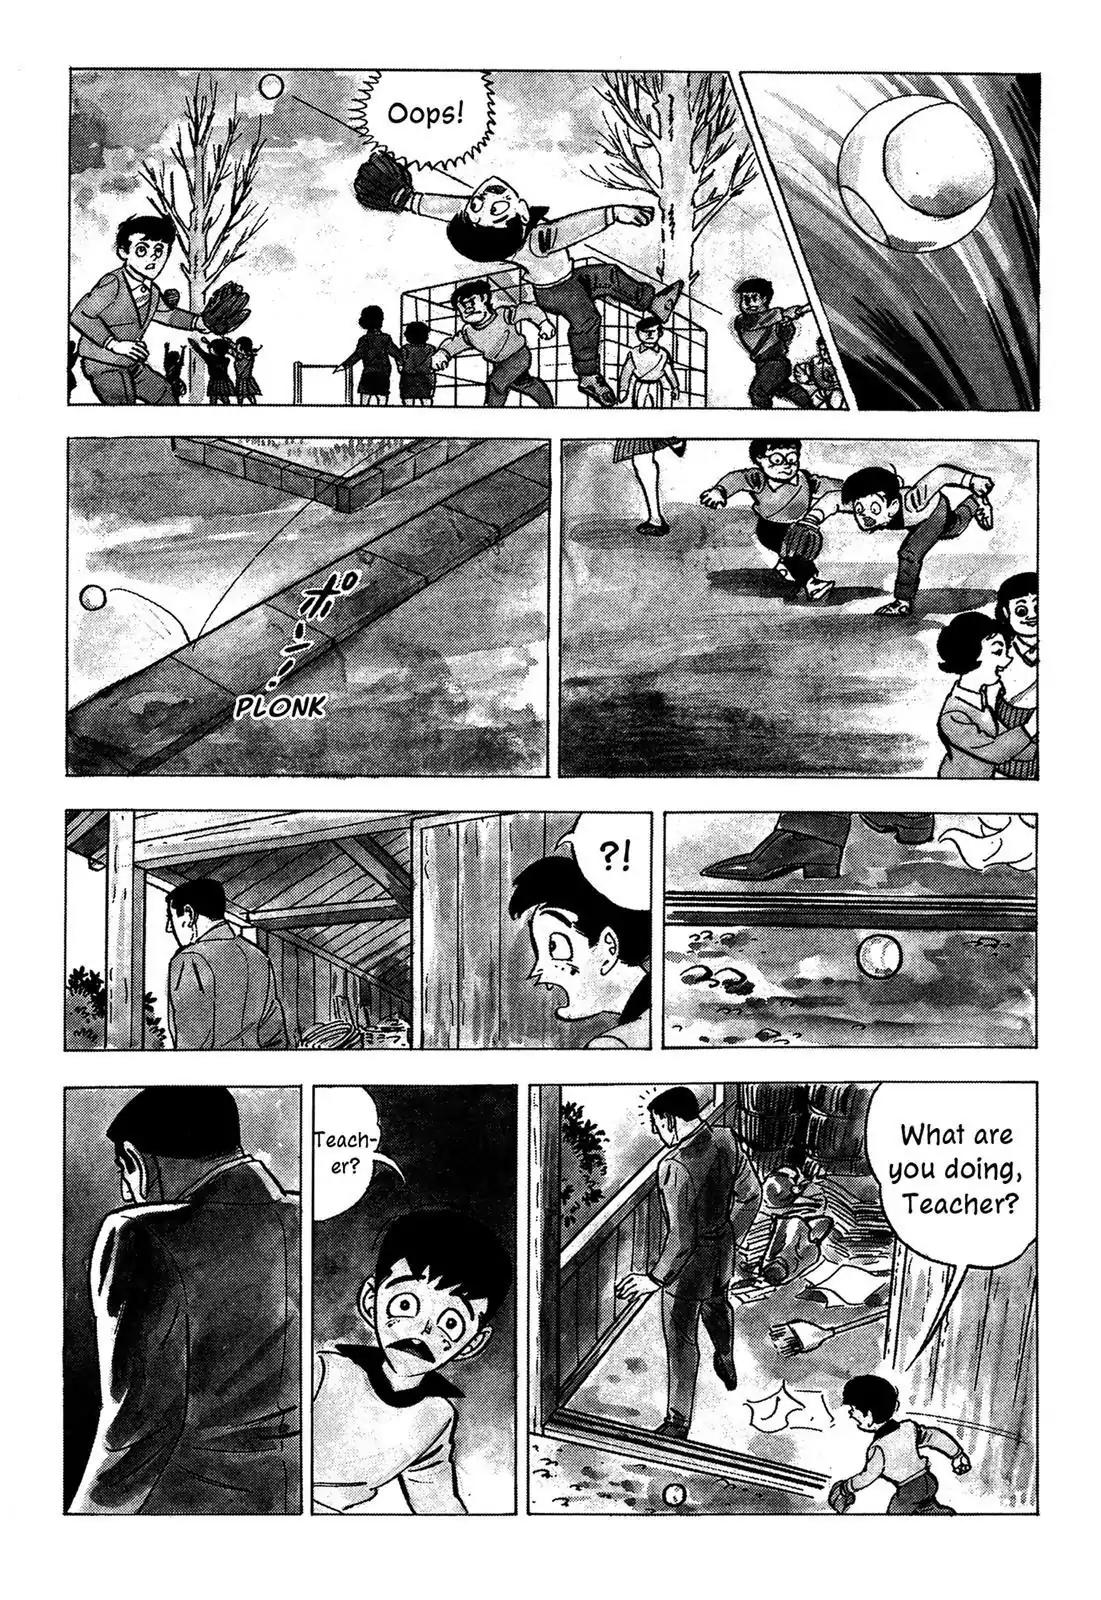 Oops!
ポーン
PLONK
?!
Teach-
er?
What are
you doing,
Teacher?